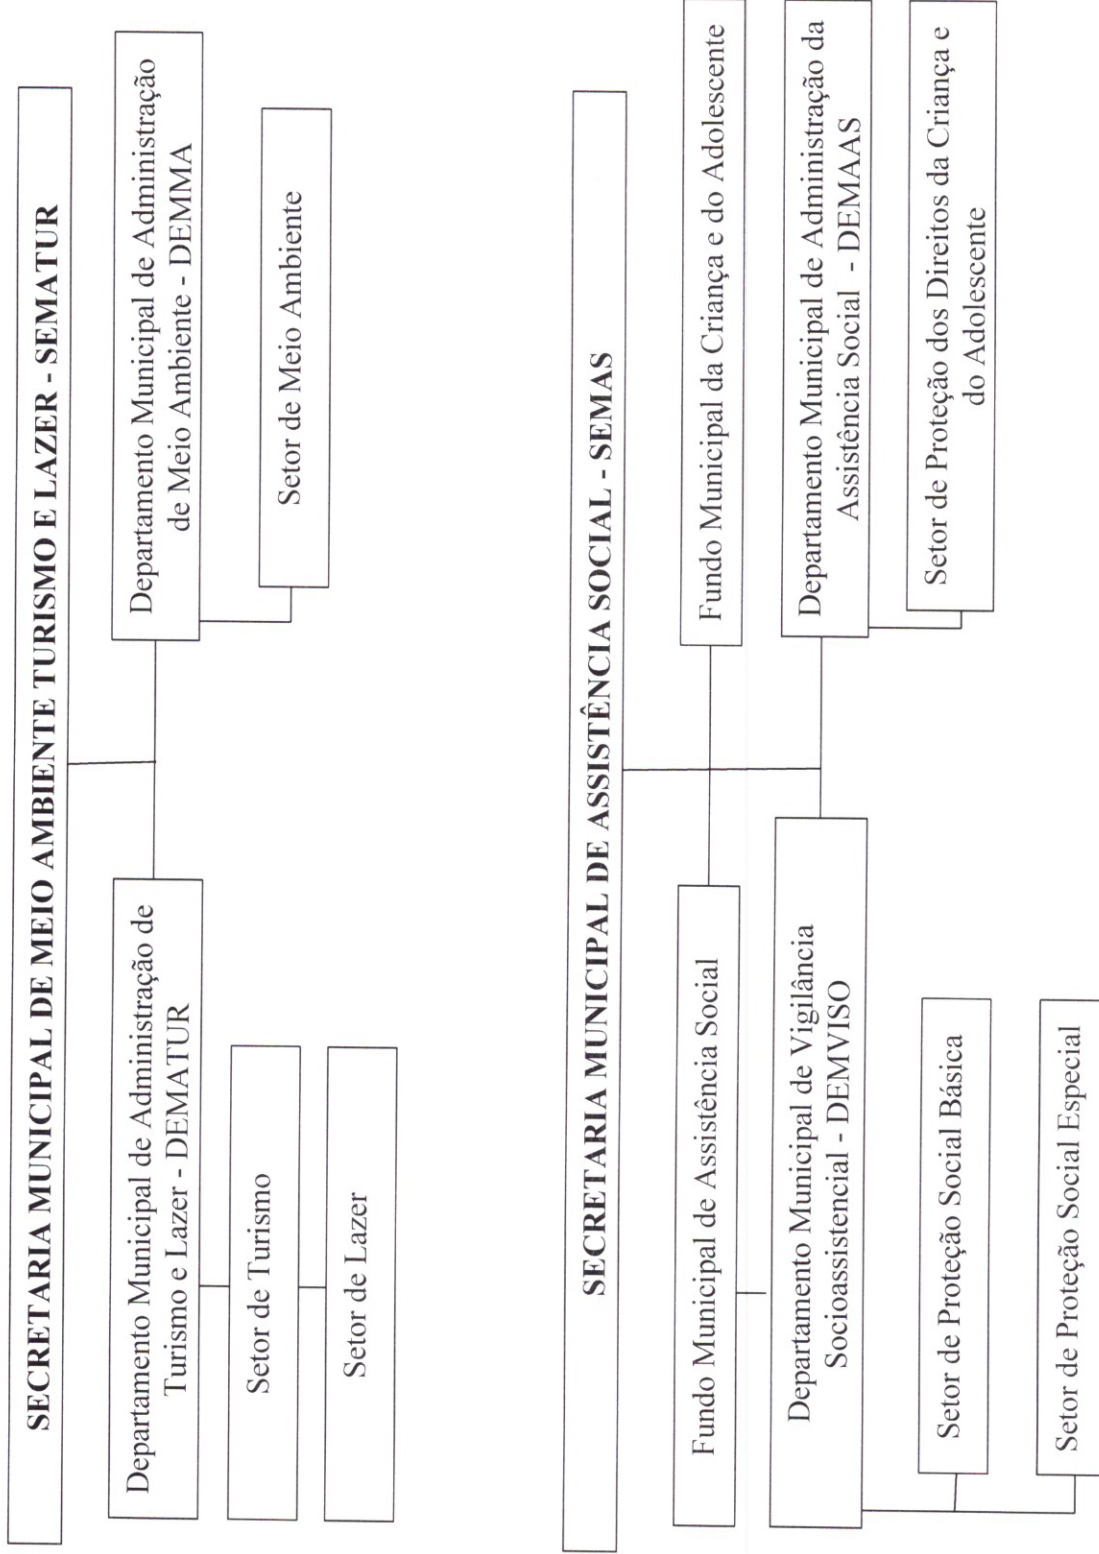 SECRETARIA MUNICIPAL DE MEIO AMBIENTE TURISMO E LAZER - SEMATUR
Departamento Municipal de Administração de
Turismo e Lazer - DEMATUR
Setor de Turismo
Setor de Lazer
Departamento Municipal de Administração
de Meio Ambiente - DEMMA
Setor de Meio Ambiente
SECRETARIA MUNICIPAL DE ASSISTÊNCIA SOCIAL - SEMAS
Fundo Municipal de Assistência Social
Fundo Municipal da Criança e do Adolescente
Departamento Municipal de Vigilância
Socioassistencial - DEMVISO
Setor de Proteção Social Básica
Setor de Proteção Social Especial
Departamento Municipal de Administração da
Assistência Social - DEMAAS
Setor de Proteção dos Direitos da Criança e
do Adolescente